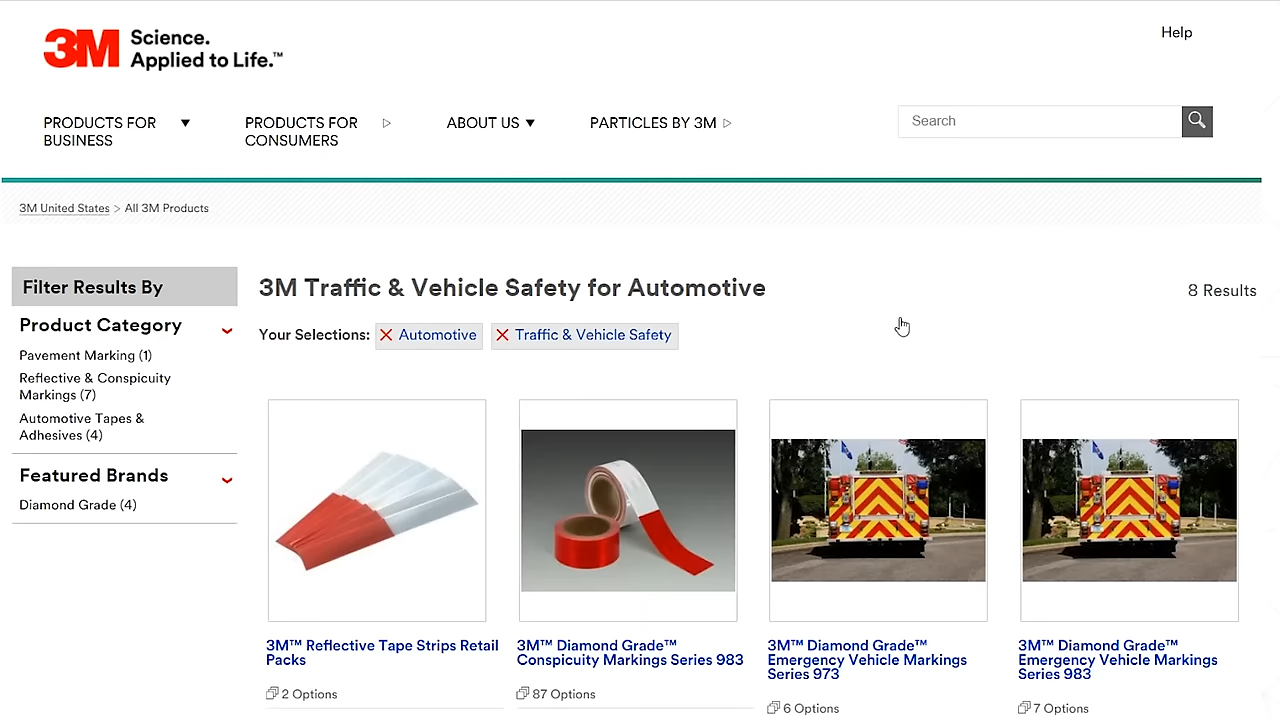 3M Science.
Applied to Life.™
Help
PRODUCTS FOR
BUSINESS
PRODUCTS FOR
CONSUMERS
ABOUT US
PARTICLES BY 3M
Search
3M United States > All 3M Products
Filter Results By
Product Category
Pavement Marking (1)
Reflective & Conspicuity
Markings (7)
Automotive Tapes &
Adhesives (4)
Featured Brands
Diamond Grade (4)
3M Traffic & Vehicle Safety for Automotive
8 Results
Your Selections: Automotive Traffic & Vehicle Safety
3M™ Reflective Tape Strips Retail
Packs
2 Options
3M™ Diamond Grade™
Conspicuity Markings Series 983
87 Options
3M™ Diamond Grade™
Emergency Vehicle Markings
Series 973
6 Options
3M™ Diamond Grade™
Emergency Vehicle Markings
Series 983
7 Options